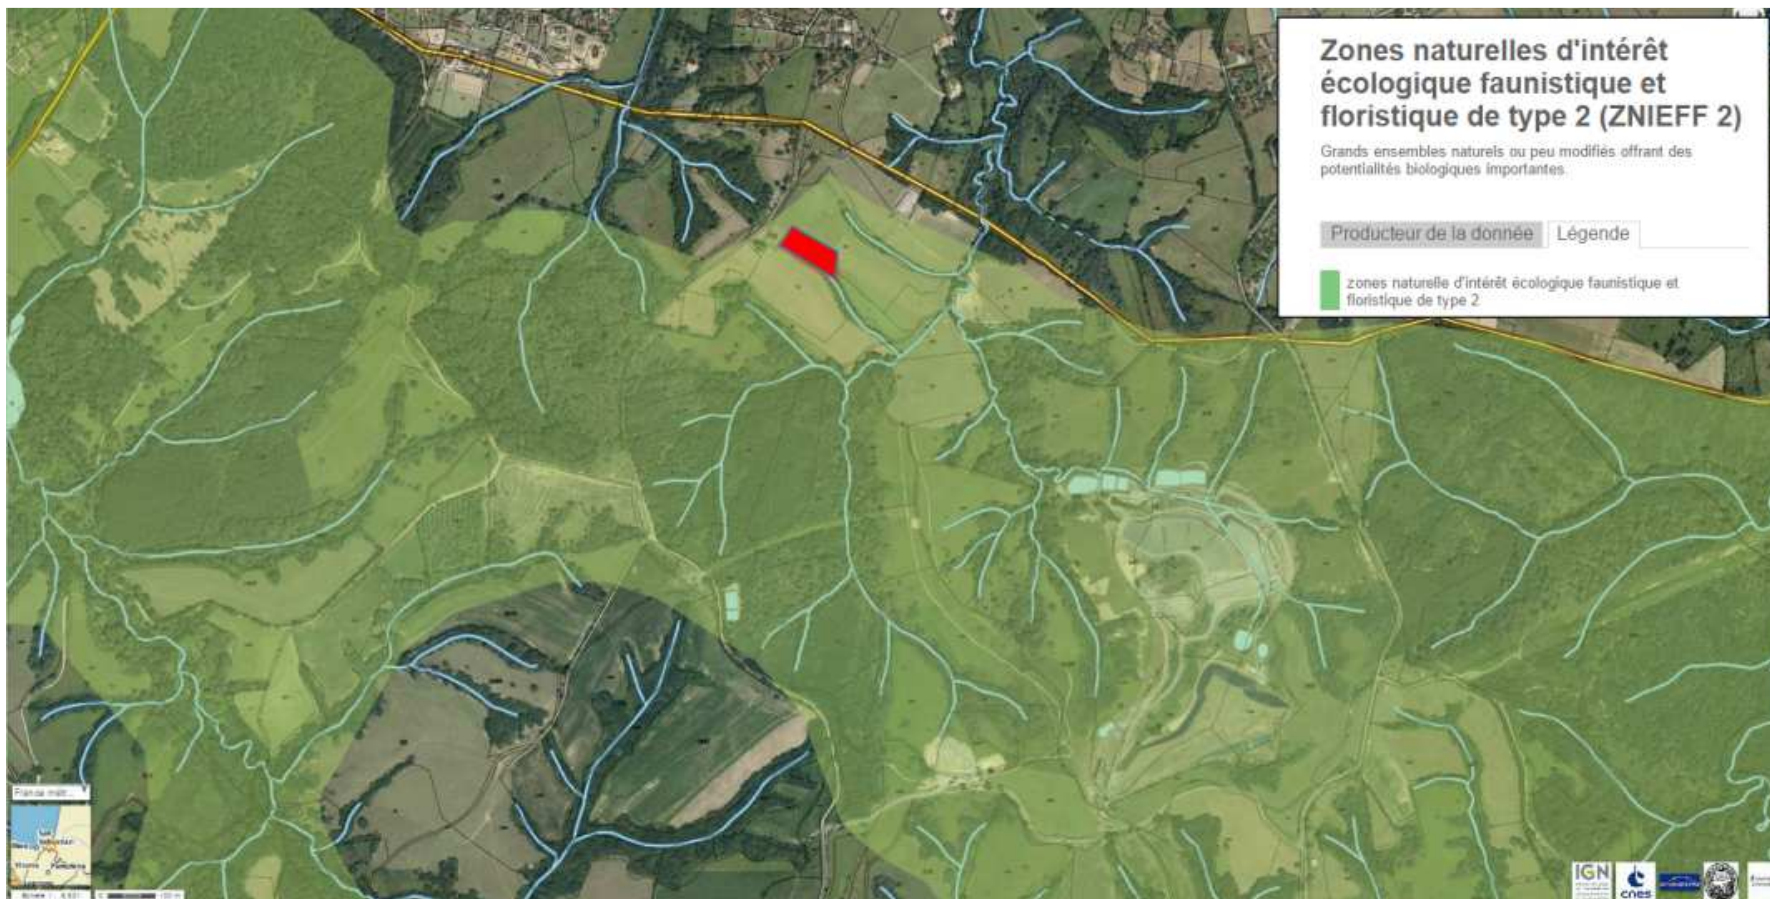 Zones naturelles d'intérêt
écologique faunistique et
floristique de type 2 (ZNIEFF 2)
Grands ensembles naturels ou peu modifiés offrant des
potentialités biologiques importantes
Producteur de la donnée
Légende
zones naturelle d'intérêt écologique faunistique et
floristique de type 2
IGN
cnes